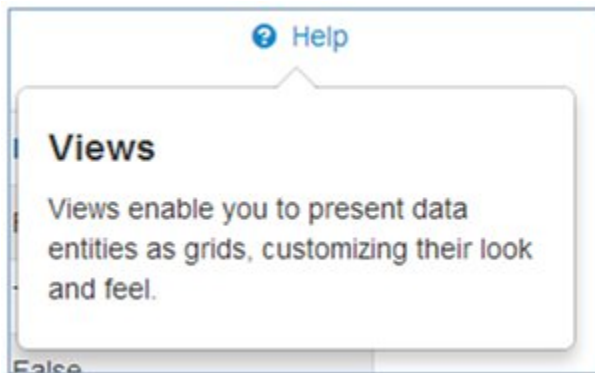 Help
Views
Views enable you to present data
entities as grids, customizing their look
and feel.
False